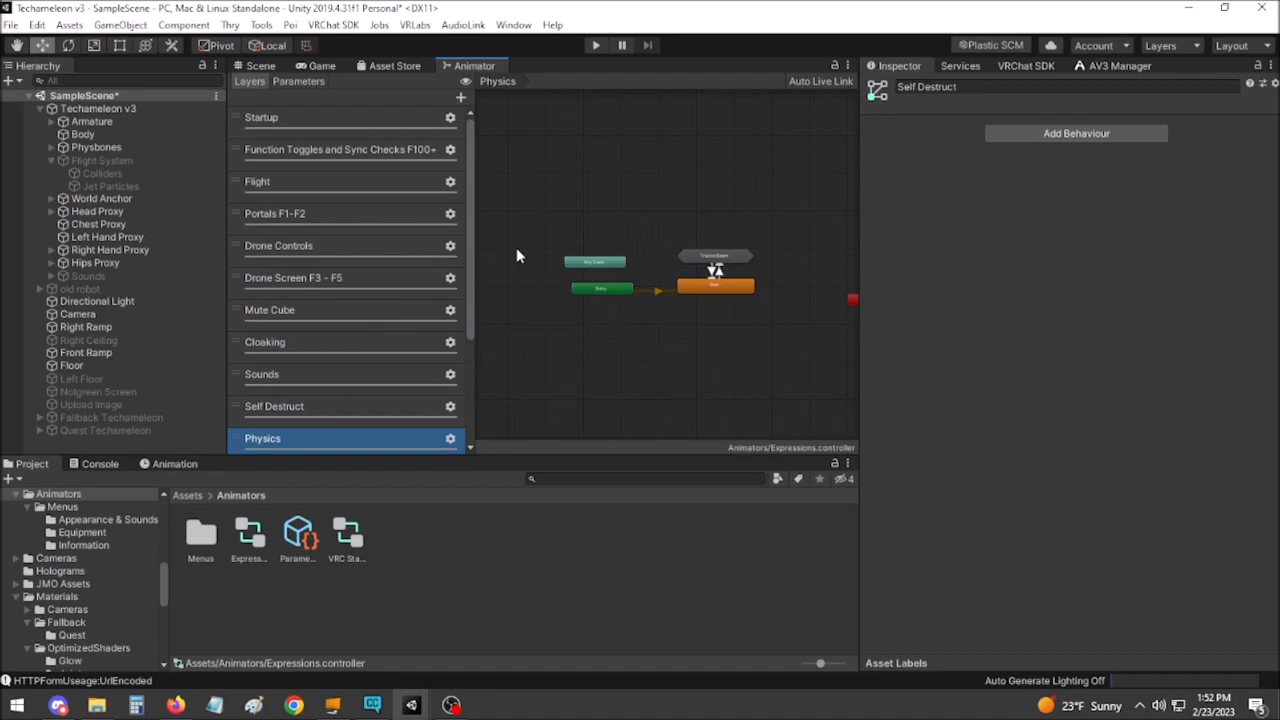 Techameleon v3 - SampleScene - PC, Mac & Linux Standalone - Unity 2019.4.31f1 Personal* <DX11>
File Edit Assets GameObject Component Thry Tools Poi VRChat SDK Jobs VRLabs AudioLink Window Help
Pivot Local Plastic SCM Account Layers Layout
Hierarchy
All
SampleScene*
Techameleon v3
Armature
Body
Physbones
Flight System
Colliders
Jet Particles
World Anchor
Head Proxy
Chest Proxy
Left Hand Proxy
Right Hand Proxy
Hips Proxy
Sounds
old robot
Directional Light
Camera
Right Ramp
Right Ceiling
Front Ramp
Floor
Left Floor
Notgreen Screen
Upload Image
Fallback Techameleon
Quest Techameleon
Scene Game Asset Store Animator
Layers Parameters Physics Auto Live Link
Startup
Function Toggles and Sync Checks F100+
Flight
Portals F1-F2
Drone Controls
Drone Screen F3 - F5
Mute Cube
Cloaking
Sounds
Self Destruct
Physics
Any State
Entry
Animators/Expressions.controller
Inspector Services VRChat SDK AV3 Manager
Self Destruct
Add Behaviour
Asset Labels
Project Console Animation
4
Animators
Menus
Appearance & Sounds
Equipment
Information
Cameras
Holograms
JMO Assets
Materials
Cameras
Fallback
Quest
OptimizedShaders
Glow
Assets > Animators
Menus Express... Parame... VRC Sta...
Assets/Animators/Expressions.controller
HTTPFormUseage:UrlEncoded
Auto Generate Lighting Off
CC
23°F Sunny
1:52 PM
2/23/2023
5